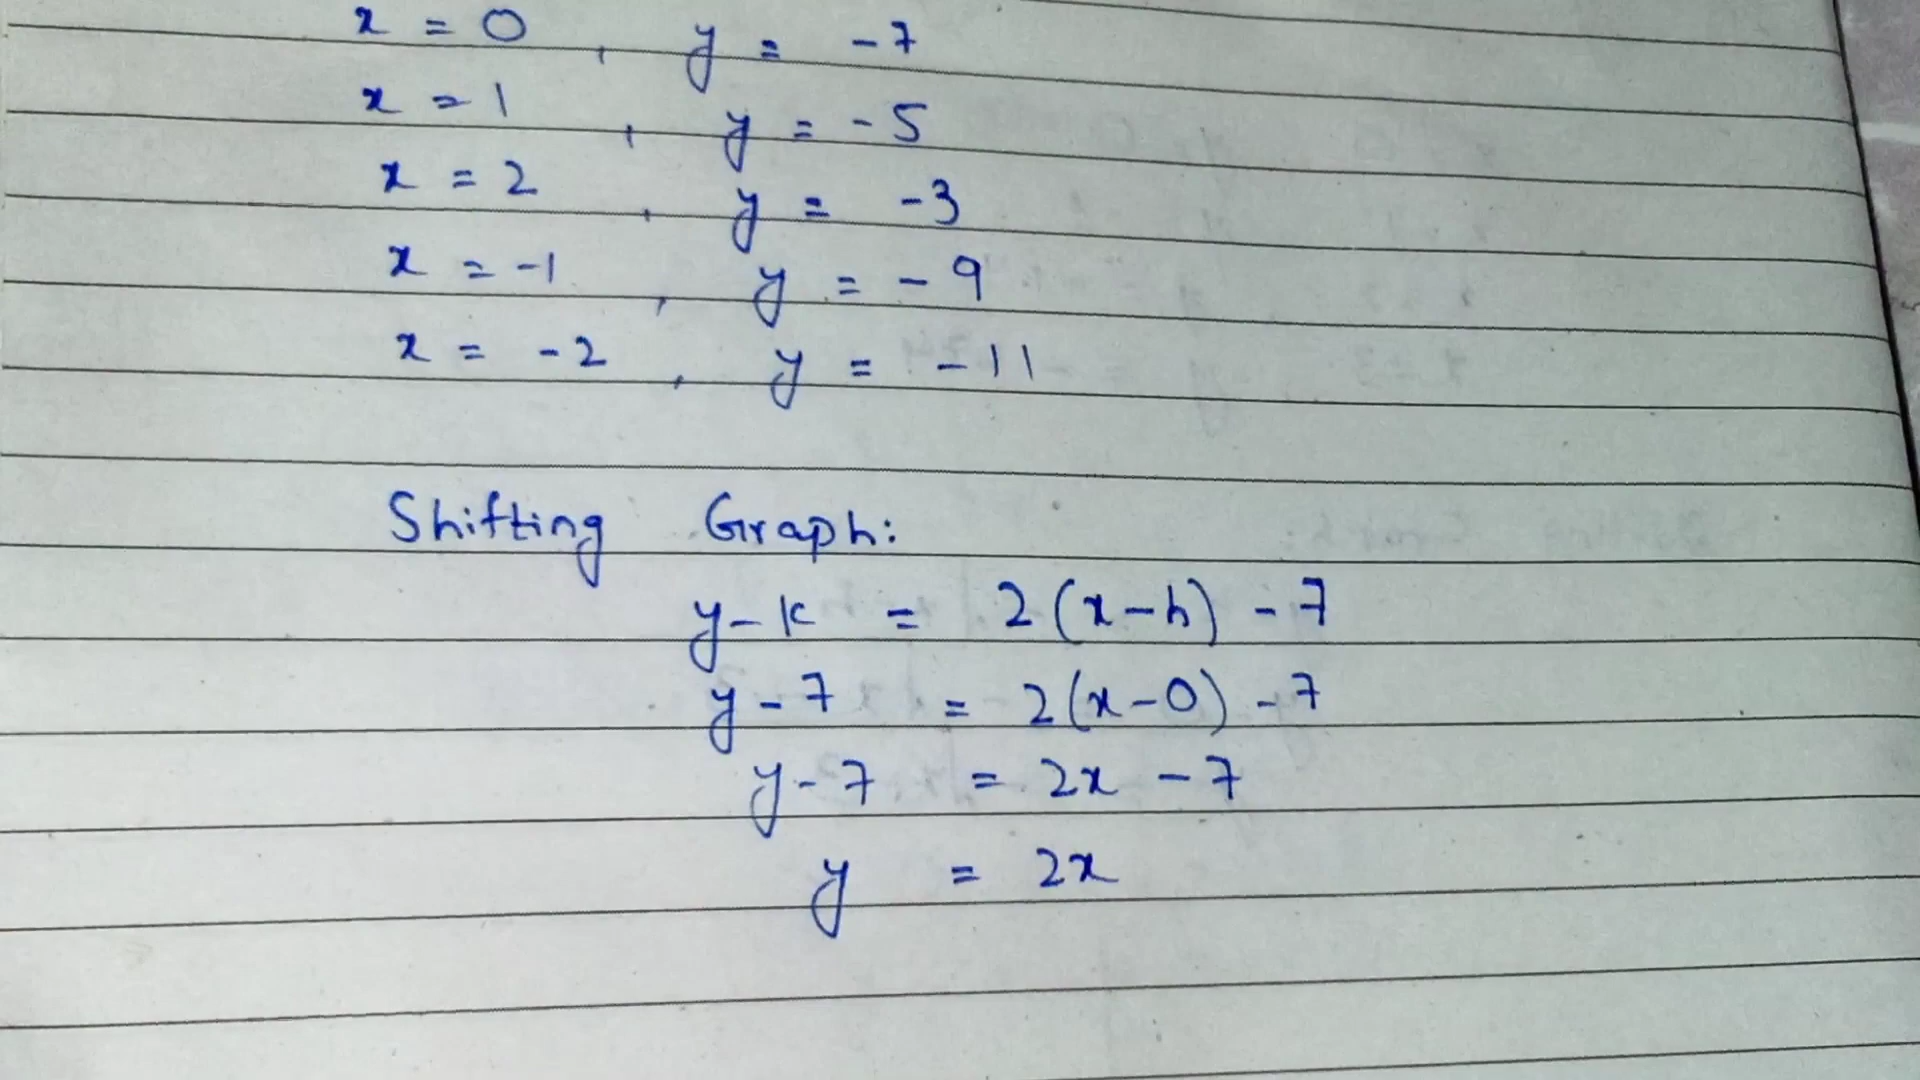 x = 0 , y = -7
x = 1 , y = -5
x = 2 , y = -3
x = -1 , y = -9
x = -2 , y = -11
Shifting Graph:
y-k = 2(x-h) -7
y-7 = 2(x-0) -7
y-7 = 2x -7
y = 2x